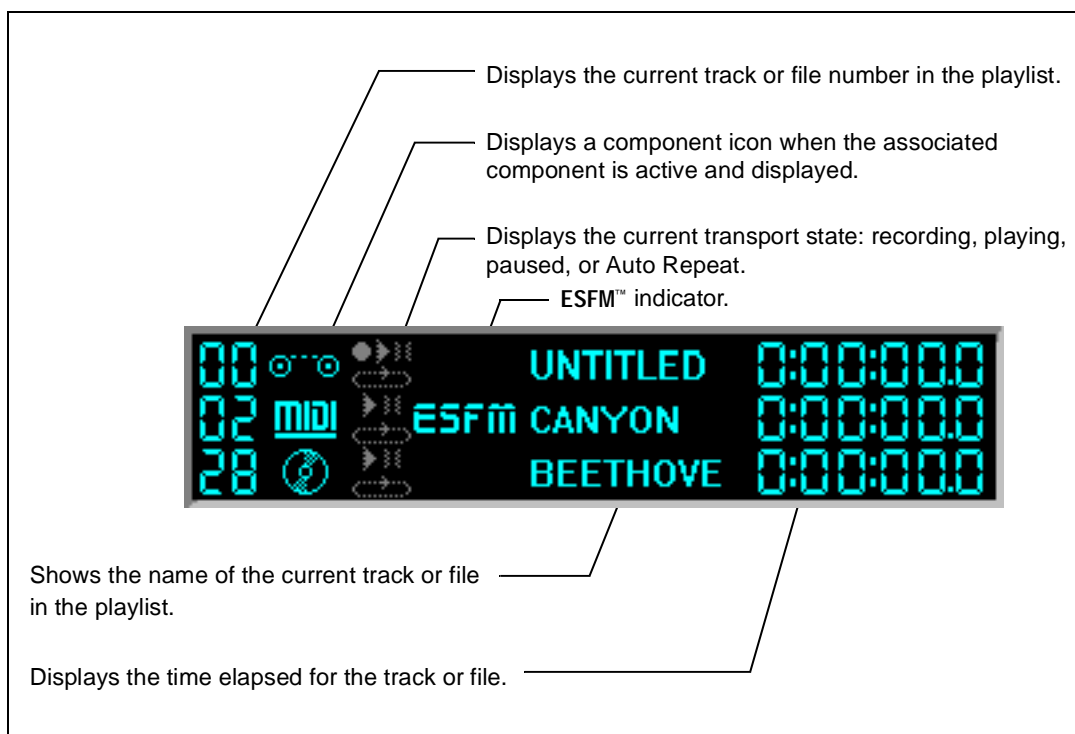 Displays the current track or file number in the playlist.
Displays a component icon when the associated
component is active and displayed.
Displays the current transport state: recording, playing,
paused, or Auto Repeat.
ESFM™ indicator.
00 UNTITLED 0:00:00.0
02 MIDI ESFM CANYON 0:00:00.0
28 BEETHOVE 0:00:00.0
Shows the name of the current track or file
in the playlist.
Displays the time elapsed for the track or file.